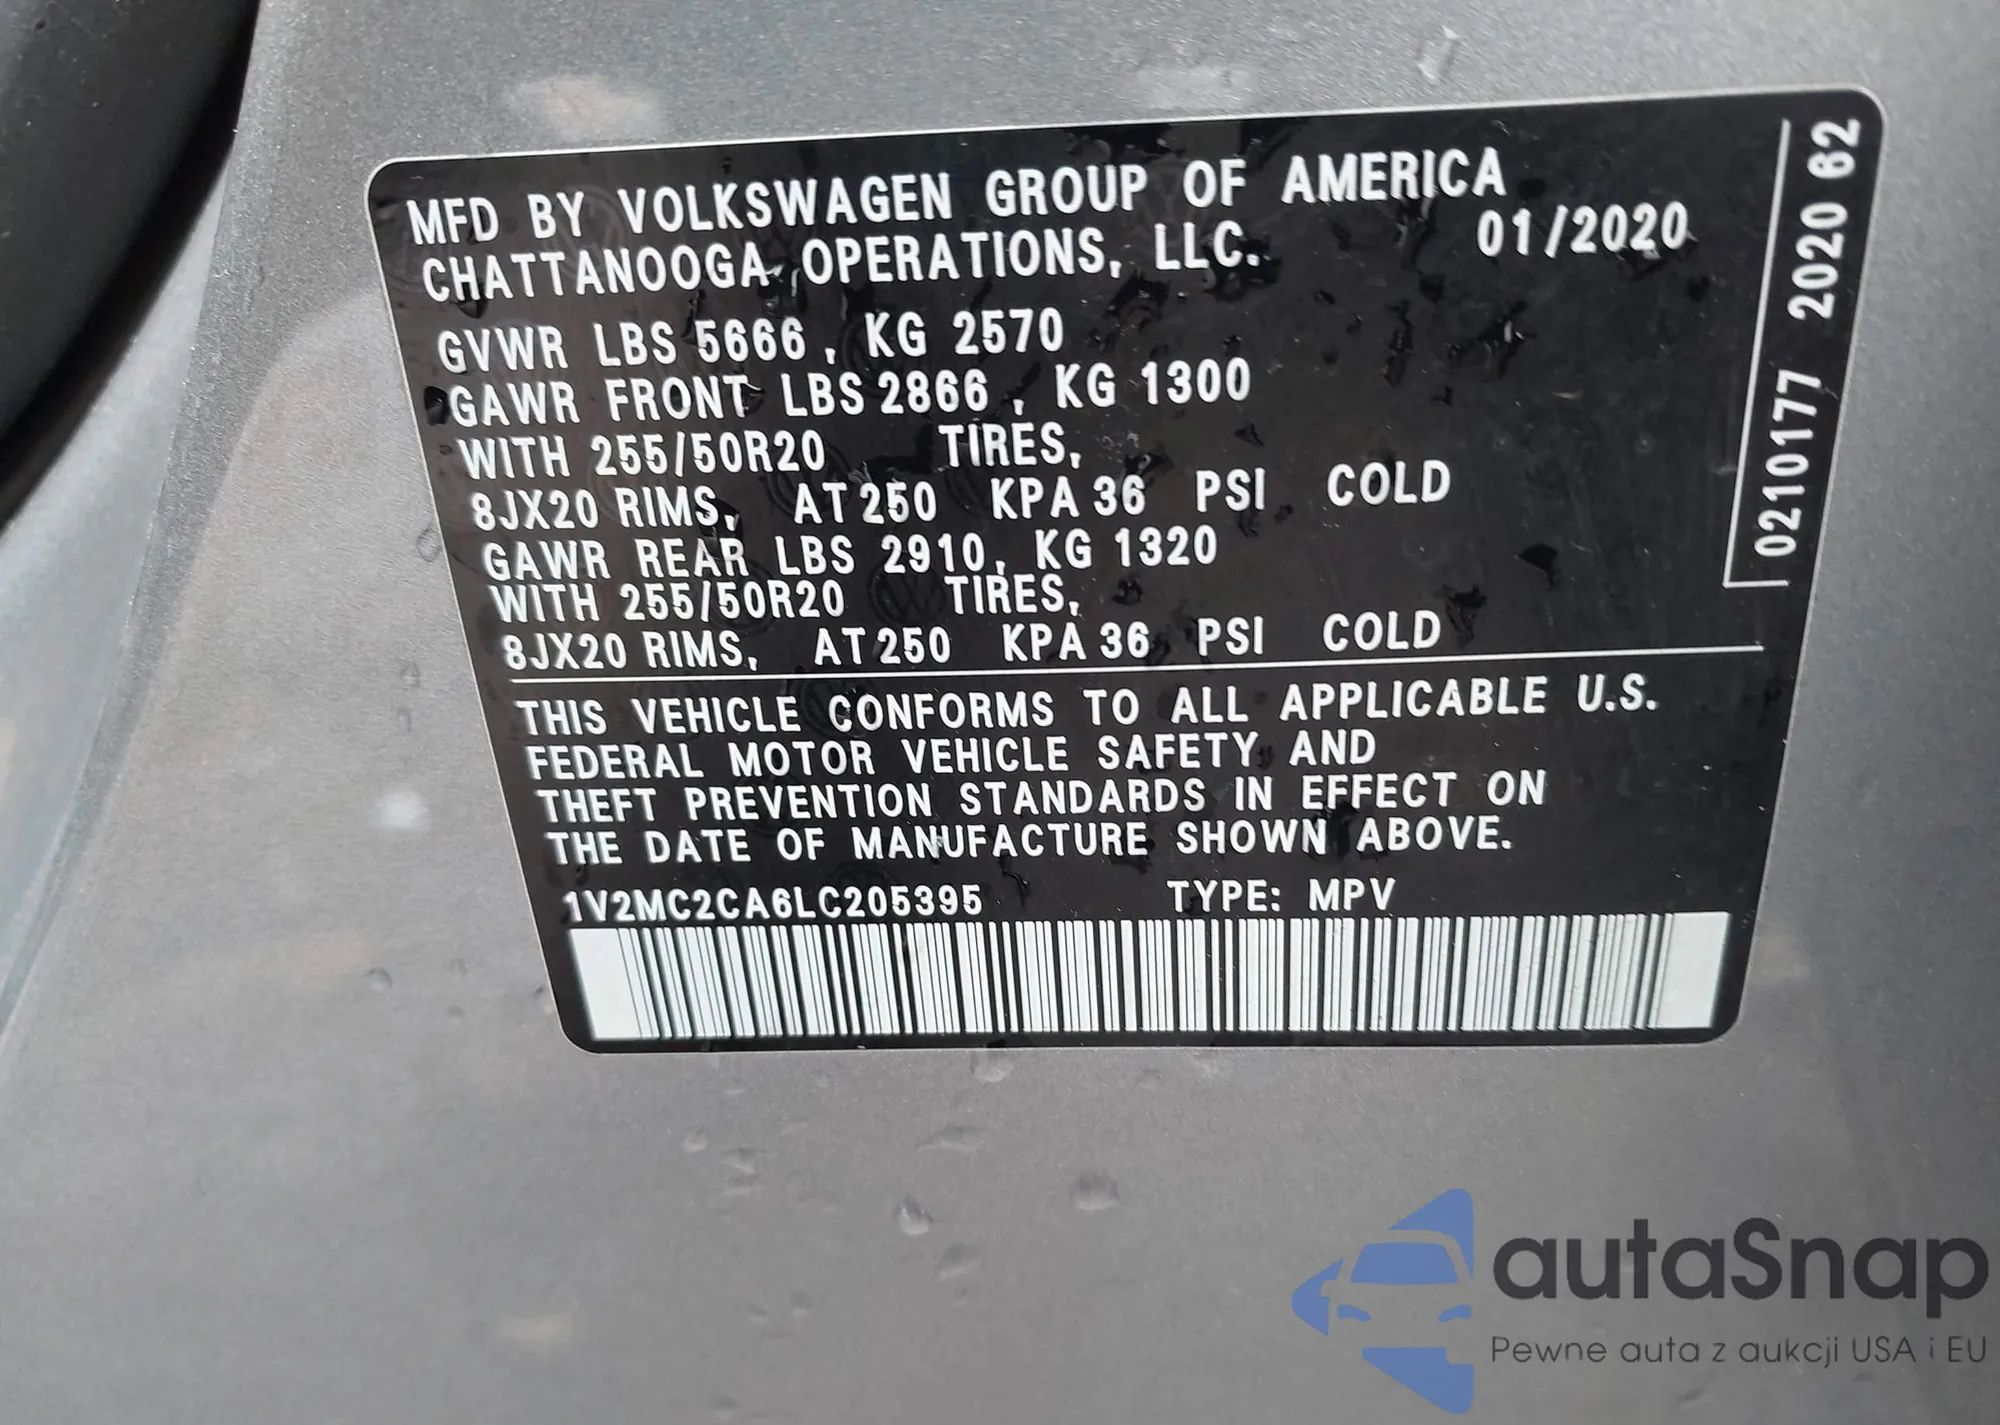 MFD BY VOLKSWAGEN GROUP OF AMERICA
CHATTANOOGA OPERATIONS, LLC. 01/2020
GVWR LBS 5666, KG 2570
GAWR FRONT LBS 2866, KG 1300
WITH 255/50R20 TIRES,
8JX20 RIMS, AT 250 KPA 36 PSI COLD
GAWR REAR LBS 2910, KG 1320
WITH 255/50R20 TIRES,
8JX20 RIMS, AT 250 KPA 36 PSI COLD
THIS VEHICLE CONFORMS TO ALL APPLICABLE U.S.
FEDERAL MOTOR VEHICLE SAFETY AND
THEFT PREVENTION STANDARDS IN EFFECT ON
THE DATE OF MANUFACTURE SHOWN ABOVE.
1V2MC2CA6LC205395 TYPE: MPV
0210177 2020 62
autaSnap
Pewne auta z aukcji USA i EU